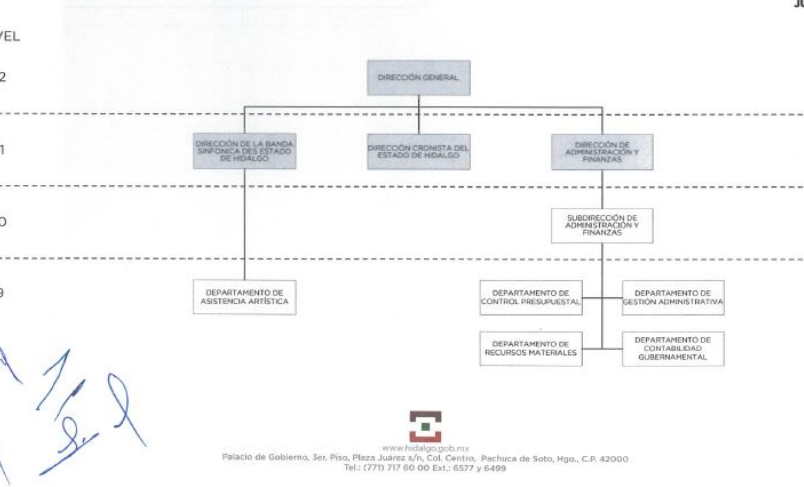 VEL
2
DIRECCIÓN GENERAL
1
DIRECCIÓN DE LA BANDA
SINFÓNICA DES ESTADO
DE HIDALGO
DIRECCIÓN CRONISTA DEL
ESTADO DE HIDALGO
DIRECCIÓN DE
ADMINISTRACIÓN Y
FINANZAS
0
SUBDIRECCIÓN DE
ADMINISTRACIÓN Y
FINANZAS
9
DEPARTAMENTO DE
ASISTENCIA ARTÍSTICA
DEPARTAMENTO DE
CONTROL PRESUPUESTAL
DEPARTAMENTO DE
GESTIÓN ADMINISTRATIVA
DEPARTAMENTO DE
RECURSOS MATERIALES
DEPARTAMENTO DE
CONTABILIDAD
GUBERNAMENTAL
www.hidalgo.gob.mx
Palacio de Gobierno, 3er. Piso, Plaza Juárez s/n, Col. Centro, Pachuca de Soto, Hgo., C.P. 42000
Tel.: (771) 717 60 00 Ext.: 6577 y 6499